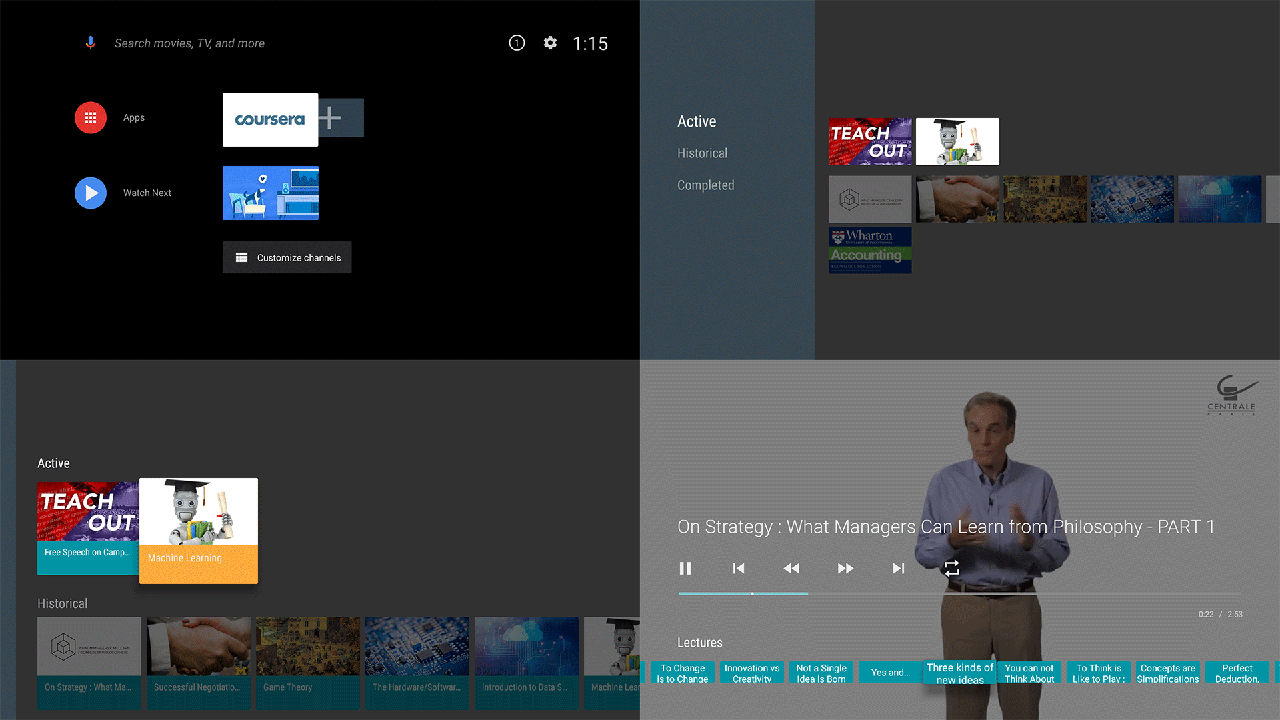 Search movies, TV, and more
1
1:15
Apps
coursera
Watch Next
Customize channels
Active
Historical
Completed
TEACH
OUT
Wharton
Accounting
Active
TEACH
OUT
Free Speech on Camp...
Machine Learning
Historical
On Strategy : What Ma...
Successful Negotiatio...
Game Theory
The Hardware/Softwar...
Introduction to Data S...
Machine Lear
CENTRALE
PARIS
On Strategy : What Managers Can Learn from Philosophy - PART 1
0:23 / 2:53
Lectures
To Change
Is to Change
Innovation vs
Creativity
Not a Single
Idea Is Born
Yes and...
Three kinds of
new ideas
You can not
Think About
To Think is
Like to Play :
Concepts are
Simplifications
Perfect
Deduction,